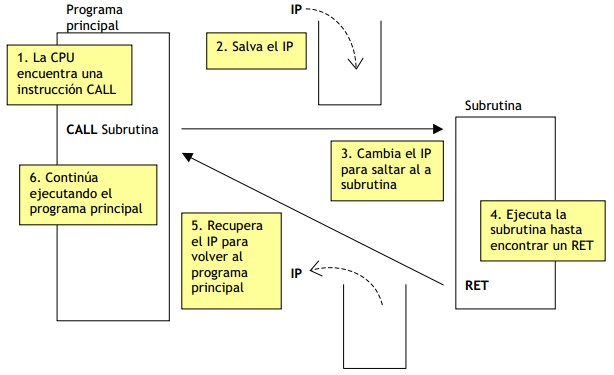 Programa
principal
1. La CPU
encuentra una
instrucción CALL
CALL Subrutina
6. Continúa
ejecutando el
programa principal
IP
2. Salva el IP
3. Cambia el IP
para saltar al a
subrutina
Subrutina
4. Ejecuta la
subrutina hasta
encontrar un RET
RET
5. Recupera
el IP para
volver al
programa
principal
IP